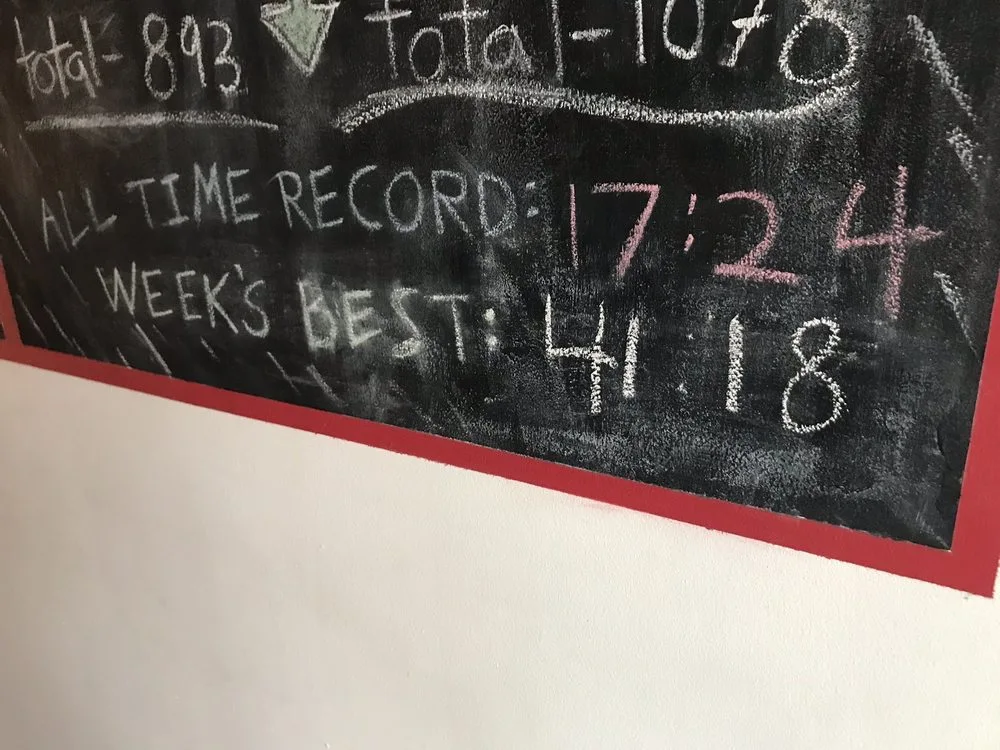 total- 893
total- 1078
ALL TIME RECORD: 17:24
WEEK'S BEST: 41:18